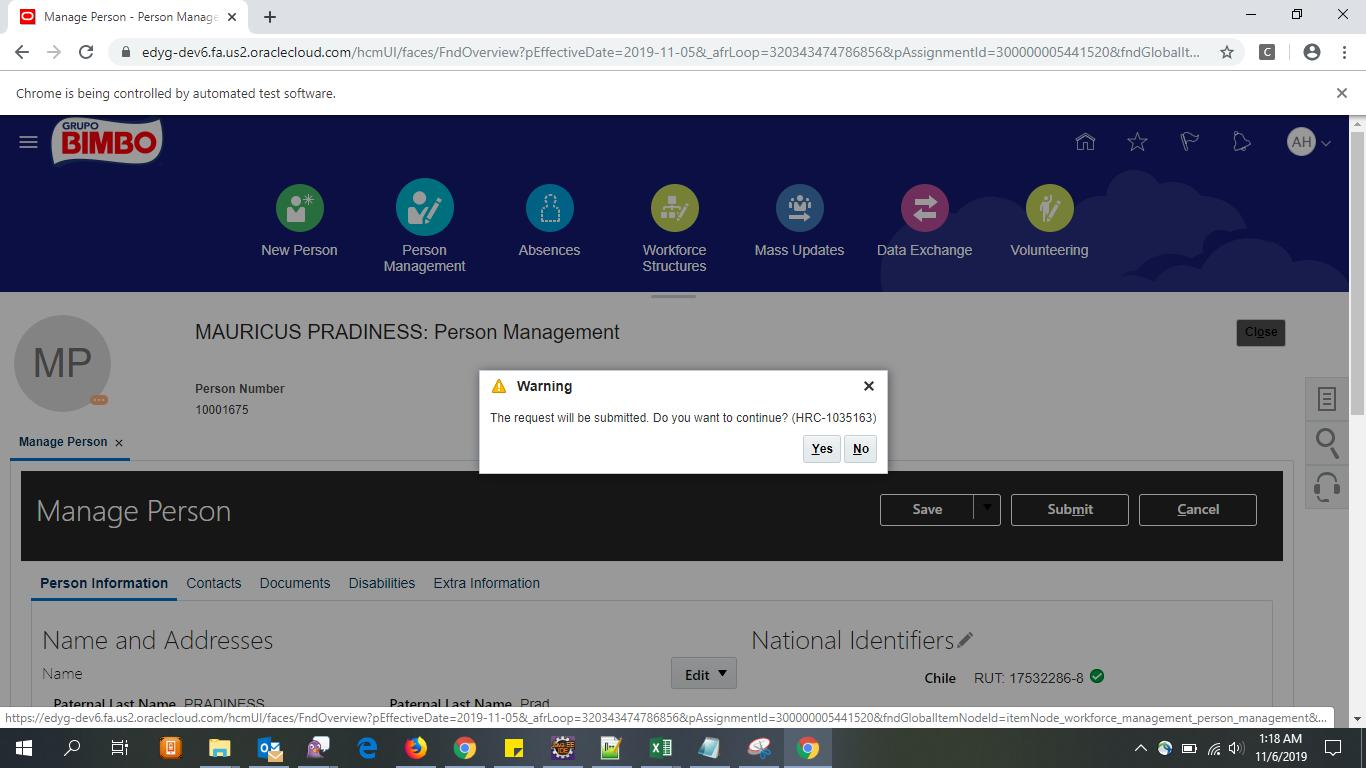 Manage Person - Person Manage
edyg-dev6.fa.us2.oraclecloud.com/hcmUI/faces/FndOverview?pEffectiveDate=2019-11-05&_afrLoop=320343474786856&pAssignmentId=300000005441520&fndGlobalIt...
C
Chrome is being controlled by automated test software.
GRUPO
BIMBO
AH
New Person
Person
Management
Absences
Workforce
Structures
Mass Updates
Data Exchange
Volunteering
MP
MAURICUS PRADINESS: Person Management
Close
Person Number
10001675
Warning
The request will be submitted. Do you want to continue? (HRC-1035163)
Yes No
Manage Person
Manage Person
Save Submit Cancel
Person Information Contacts Documents Disabilities Extra Information
Name and Addresses
National Identifiers
Name
Edit
Chile RUT: 17532286-8
Paternal Last Name PRADINESS Paternal Last Name Prad
https://edyg-dev6.fa.us2.oraclecloud.com/hcmUI/faces/FndOverview?pEffectiveDate=2019-11-05&_afrLoop=320343474786856&pAssignmentId=300000005441520&fndGlobalItemNodeId=itemNode_workforce_management_person_management&...
1:18 AM
11/6/2019